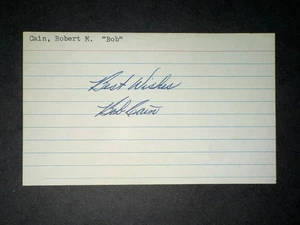 Cain, Robert M. "Bob"
Best Wishes
Bob Cain